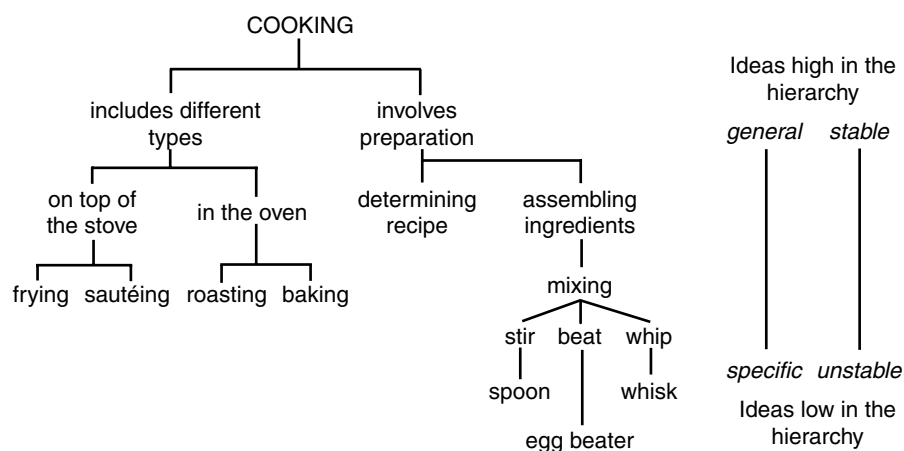 COOKING
includes different
types
involves
preparation
on top of
the stove
in the oven
determining
recipe
assembling
ingredients
frying sautéing roasting baking
mixing
stir beat whip
spoon whisk
egg beater
Ideas high in the
hierarchy
general stable
specific unstable
Ideas low in the
hierarchy